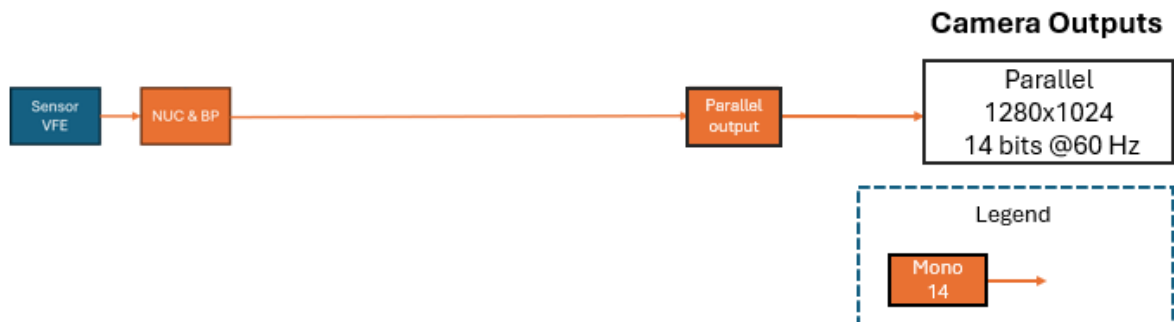 Camera Outputs
Sensor
VFE
NUC & BP
Parallel
output
Parallel
1280x1024
14 bits @60 Hz
Legend
Mono
14